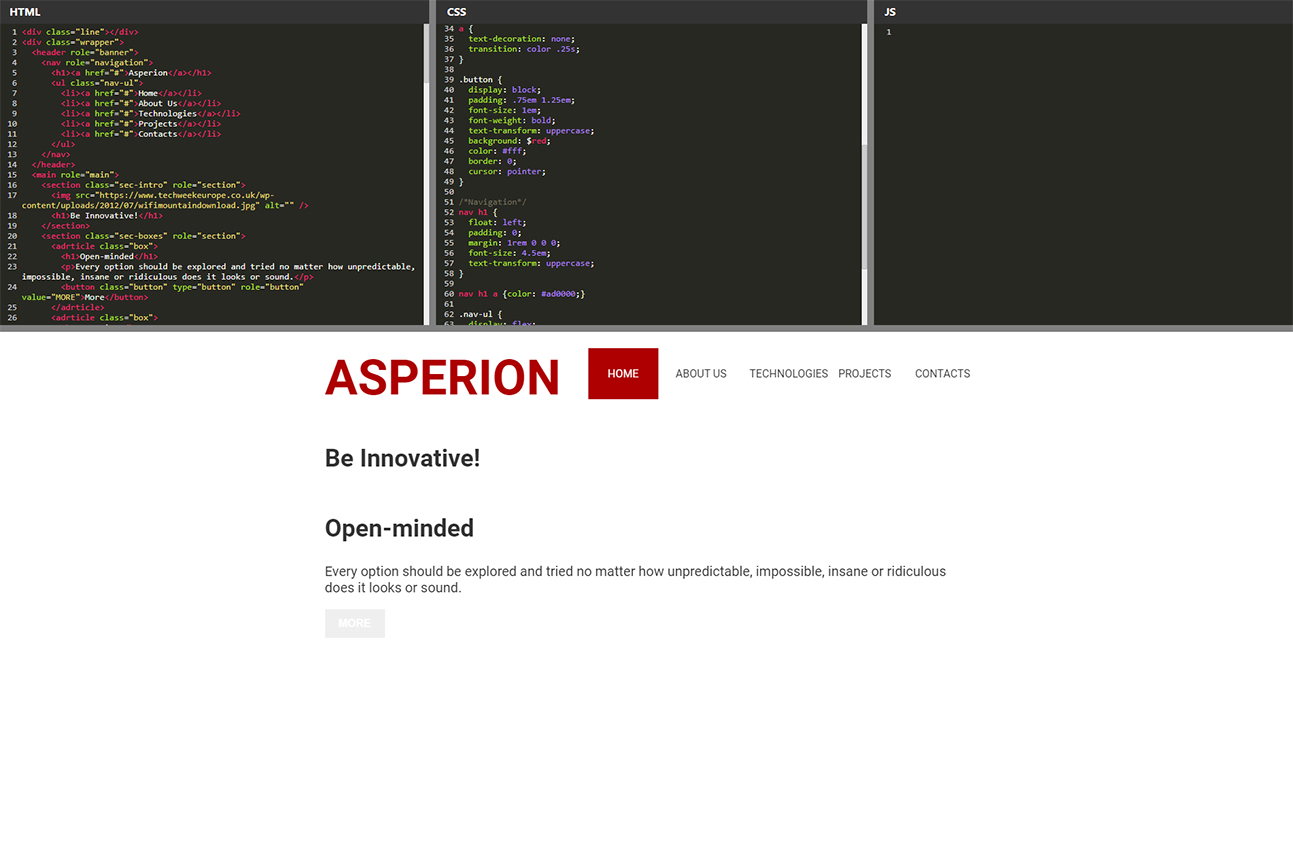 HTML
1 <div class="line"></div>
2 <div class="wrapper">
3 <header role="banner">
4 <nav role="navigation">
5 <h1><a href="#">Asperion</a></h1>
6 <ul class="nav-ul">
7 <li><a href="#">Home</a></li>
8 <li><a href="#">About Us</a></li>
9 <li><a href="#">Technologies</a></li>
10 <li><a href="#">Projects</a></li>
11 <li><a href="#">Contacts</a></li>
12 </ul>
13 </nav>
14 </header>
15 <main role="main">
16 <section class="sec-intro" role="section">
17 <img src="https://www.techweekeurope.co.uk/wp-
content/uploads/2012/07/wifimountaindownload.jpg" alt="" />
18 <h1>Be Innovative!</h1>
19 </section>
20 <section class="sec-boxes" role="section">
21 <adrticle class="box">
22 <h1>Open-minded</h1>
23 <p>Every option should be explored and tried no matter how unpredictable,
impossible, insane or ridiculous does it looks or sound.</p>
24 <button class="button" type="button" role="button"
value="MORE">More</button>
25 </adrticle>
26 <adrticle class="box">
CSS
34 a {
35 text-decoration: none;
36 transition: color .25s;
37 }
38
39 .button {
40 display: block;
41 padding: .75em 1.25em;
42 font-size: 1em;
43 font-weight: bold;
44 text-transform: uppercase;
45 background: $red;
46 color: #fff;
47 border: 0;
48 cursor: pointer;
49 }
50
51 /*Navigation*/
52 nav h1 {
53 float: left;
54 padding: 0;
55 margin: 1rem 0 0 0;
56 font-size: 4.5em;
57 text-transform: uppercase;
58 }
59
60 nav h1 a {color: #ad0000;}
61
62 .nav-ul {
63 display: flex;
JS
1
ASPERION HOME ABOUT US TECHNOLOGIES PROJECTS CONTACTS
Be Innovative!
Open-minded
Every option should be explored and tried no matter how unpredictable, impossible, insane or ridiculous
does it looks or sound.
MORE